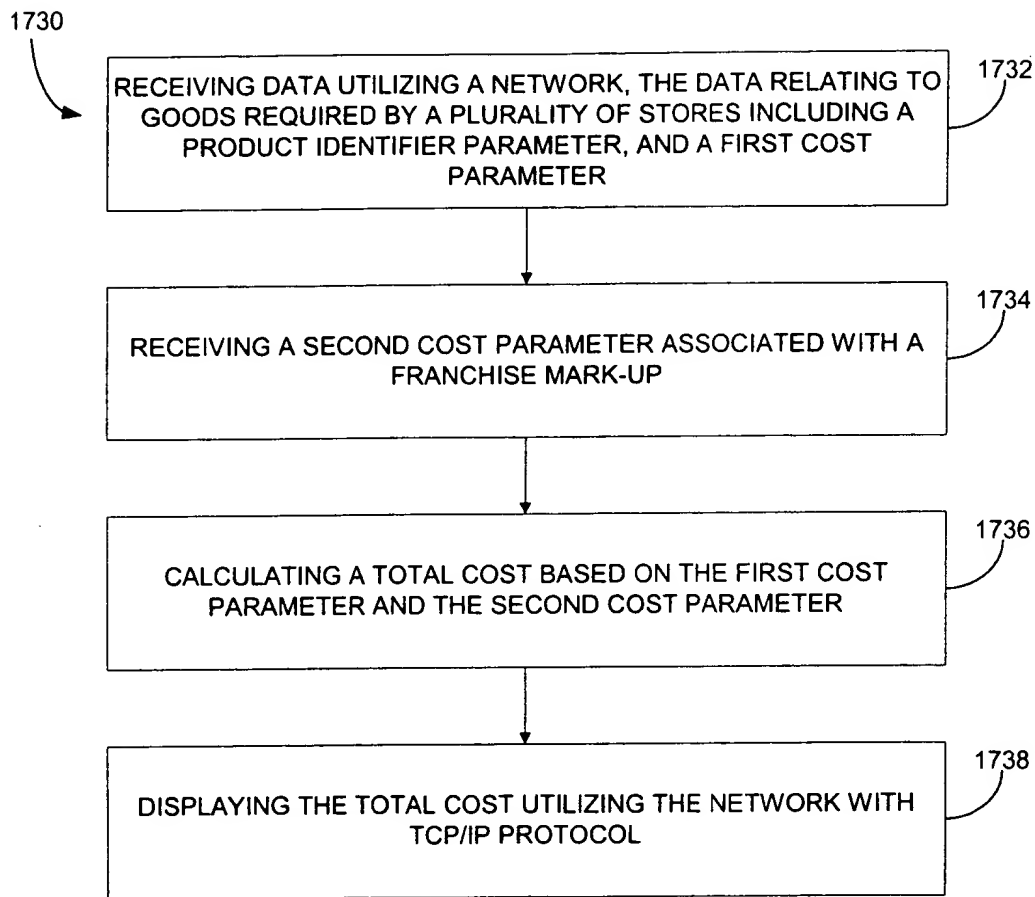 1730
1732
RECEIVING DATA UTILIZING A NETWORK, THE DATA RELATING TO
GOODS REQUIRED BY A PLURALITY OF STORES INCLUDING A
PRODUCT IDENTIFIER PARAMETER, AND A FIRST COST
PARAMETER
1734
RECEIVING A SECOND COST PARAMETER ASSOCIATED WITH A
FRANCHISE MARK-UP
1736
CALCULATING A TOTAL COST BASED ON THE FIRST COST
PARAMETER AND THE SECOND COST PARAMETER
1738
DISPLAYING THE TOTAL COST UTILIZING THE NETWORK WITH
TCP/IP PROTOCOL